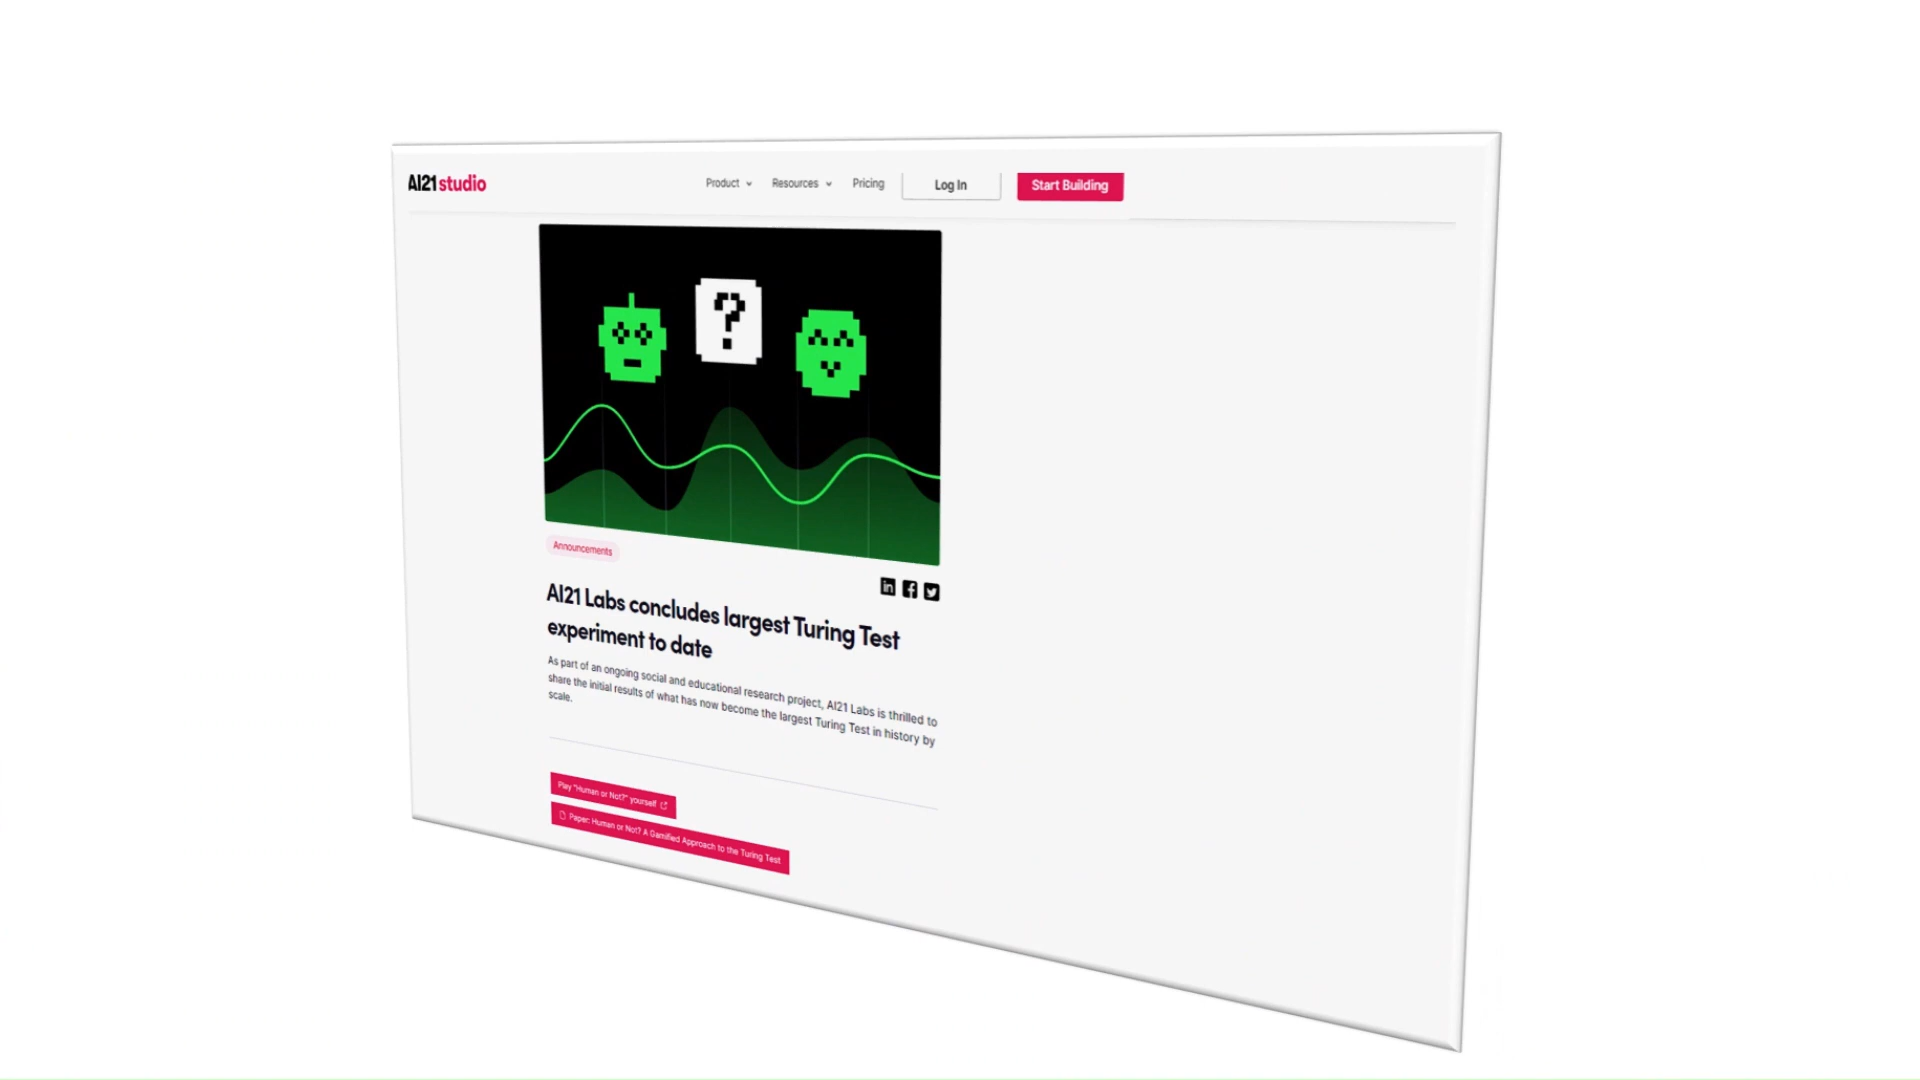 AI21 studio
Product
Resources
Pricing
Log In
Start Building
?
Announcements
AI21 Labs concludes largest Turing Test
experiment to date
As part of an ongoing social and educational research project, AI21 Labs is thrilled to
share the initial results of what has now become the largest Turing Test in history by
scale.
Play "Human or Not?" yourself
Paper: Human or Not? A Gamified Approach to the Turing Test